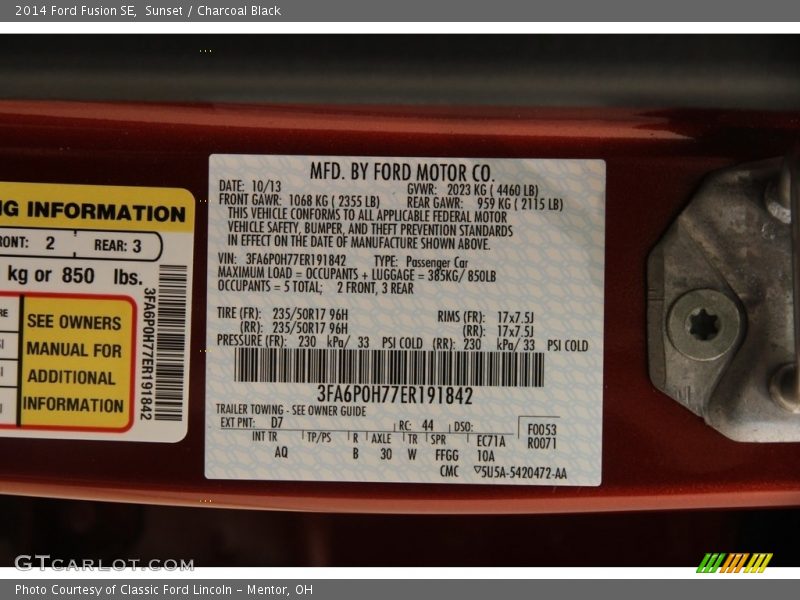 2014 Ford Fusion SE,  Sunset / Charcoal Black
NG INFORMATION
FRONT: 2 REAR: 3
kg or 850 lbs.
SEE OWNERS
MANUAL FOR
ADDITIONAL
INFORMATION
3FA6P0H77ER191842
MFD. BY FORD MOTOR CO.
DATE: 10/13 GVWR: 2023 KG ( 4460 LB)
FRONT GAWR: 1068 KG ( 2355 LB) REAR GAWR: 959 KG ( 2115 LB)
THIS VEHICLE CONFORMS TO ALL APPLICABLE FEDERAL MOTOR
VEHICLE SAFETY, BUMPER, AND THEFT PREVENTION STANDARDS
IN EFFECT ON THE DATE OF MANUFACTURE SHOWN ABOVE.
VIN: 3FA6P0H77ER191842 TYPE: Passenger Car
MAXIMUM LOAD = OCCUPANTS + LUGGAGE = 385KG/ 850LB
OCCUPANTS = 5 TOTAL; 2 FRONT, 3 REAR
TIRE (FR): 235/50R17 96H RIMS (FR): 17x7.5J
(RR): 235/50R17 96H (RR): 17x7.5J
PRESSURE (FR): 230 kPa/ 33 PSI COLD (RR): 230 kPa/ 33 PSI COLD
3FA6P0H77ER191842
TRAILER TOWING - SEE OWNER GUIDE
EXT PNT: D7 RC: 44 DSO: F0053
R0071
INT TR TP/PS R AXLE TR SPR EC71A
AQ B 30 W FFGG 10A
CMC 5U5A-5420472-AA
GTCARLOT.COM
Photo Courtesy of Classic Ford Lincoln - Mentor, OH